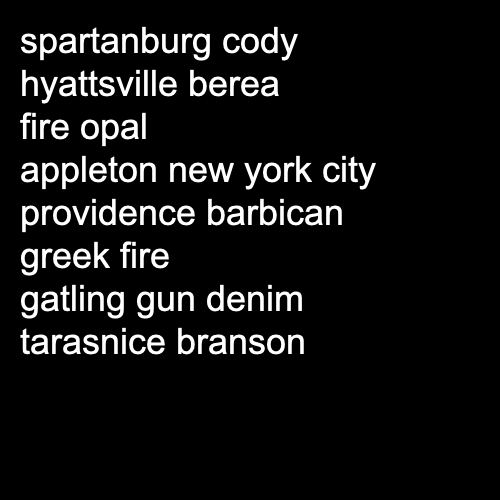 spartanburg cody
hyattsville berea
fire opal
appleton new york city
providence barbican
greek fire
gatling gun denim
tarasnice branson